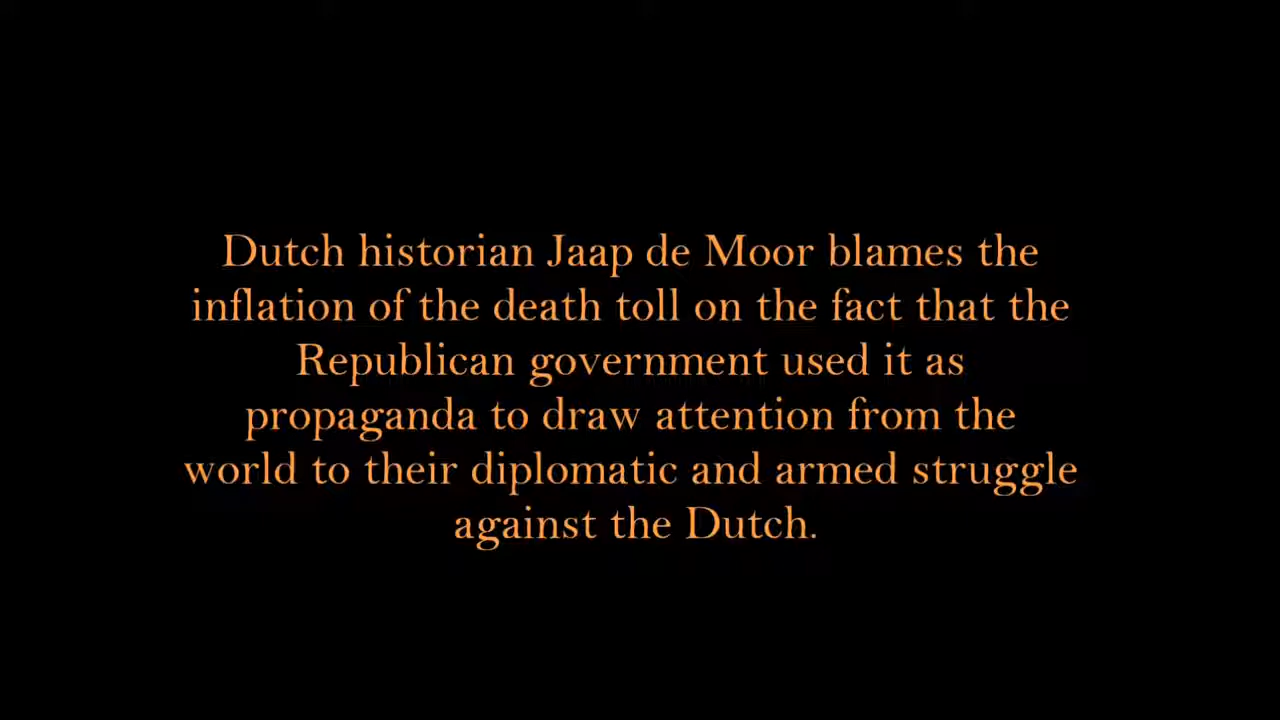 Dutch historian Jaap de Moor blames the
inflation of the death toll on the fact that the
Republican government used it as
propaganda to draw attention from the
world to their diplomatic and armed struggle
against the Dutch.